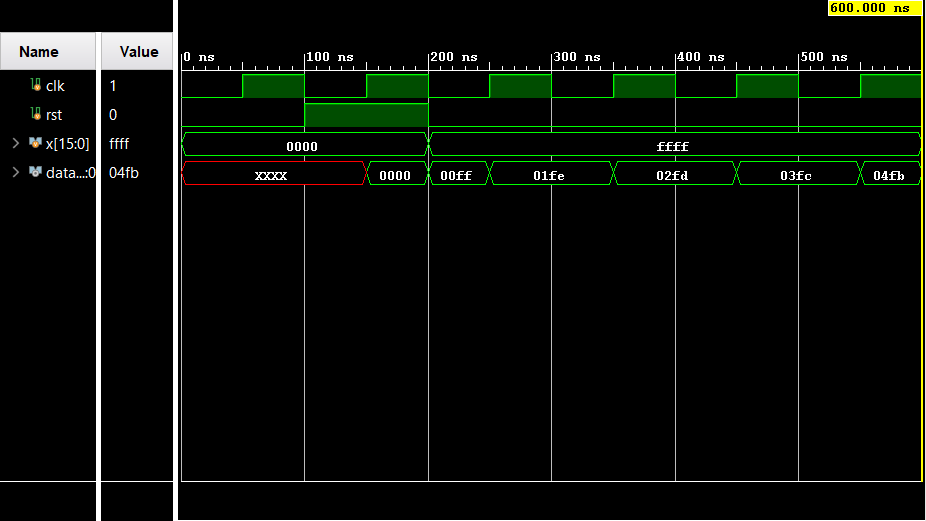 600.000 ns
Name Value
0 ns 100 ns 200 ns 300 ns 400 ns 500 ns
clk 1
rst 0
x[15:0] ffff 0000 ffff
data...:0 04fb XXXX 0000 00ff 01fe 02fd 03fc 04fb